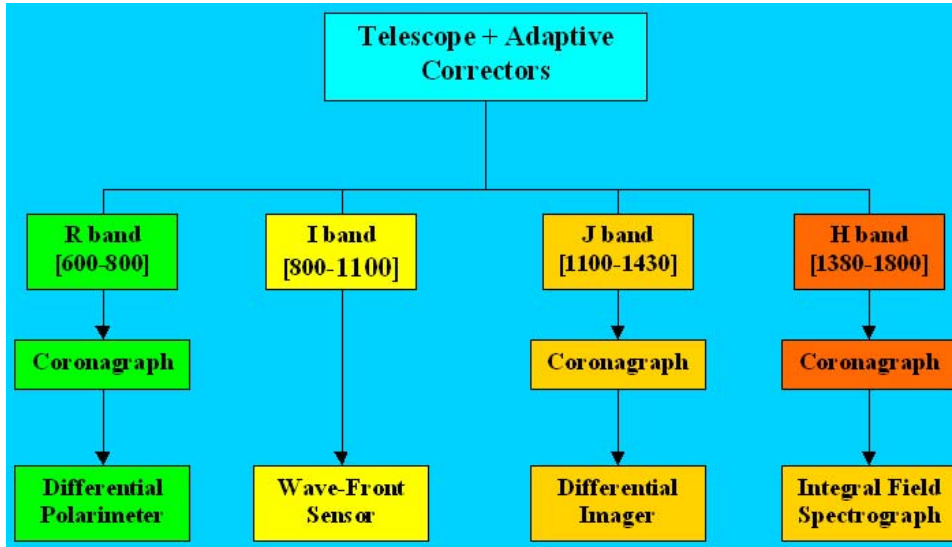 Telescope + Adaptive
Correctors
R band
[600-800]
I band
[800-1100]
J band
[1100-1430]
H band
[1380-1800]
Coronagraph
Coronagraph
Coronagraph
Differential
Polarimeter
Wave-Front
Sensor
Differential
Imager
Integral Field
Spectrograph